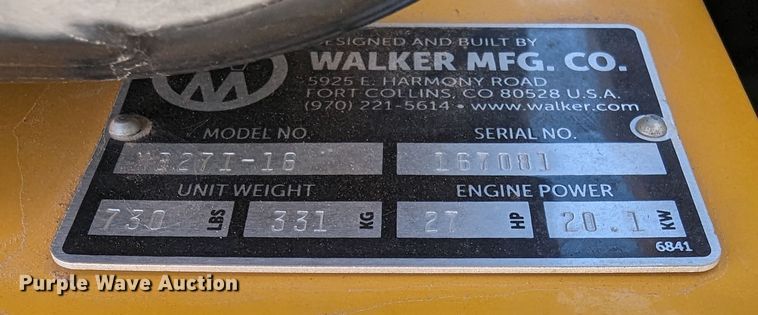 DESIGNED AND BUILT BY
WALKER MFG. CO.
5925 E. HARMONY ROAD
FORT COLLINS, CO 80528 U.S.A.
(970) 221-5614 • www.walker.com
MODEL NO. SERIAL NO.
167081
UNIT WEIGHT ENGINE POWER
730 LBS 331 KG 27 HP 20.1 KW
6841
Purple Wave Auction